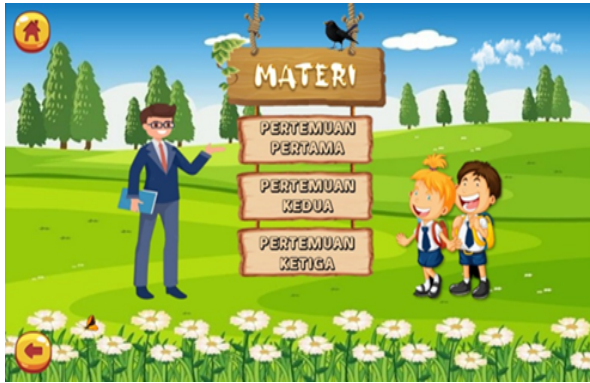 MATERI
PERTEMUAN
PERTAMA
PERTEMUAN
KEDUA
PERTEMUAN
KETIGA